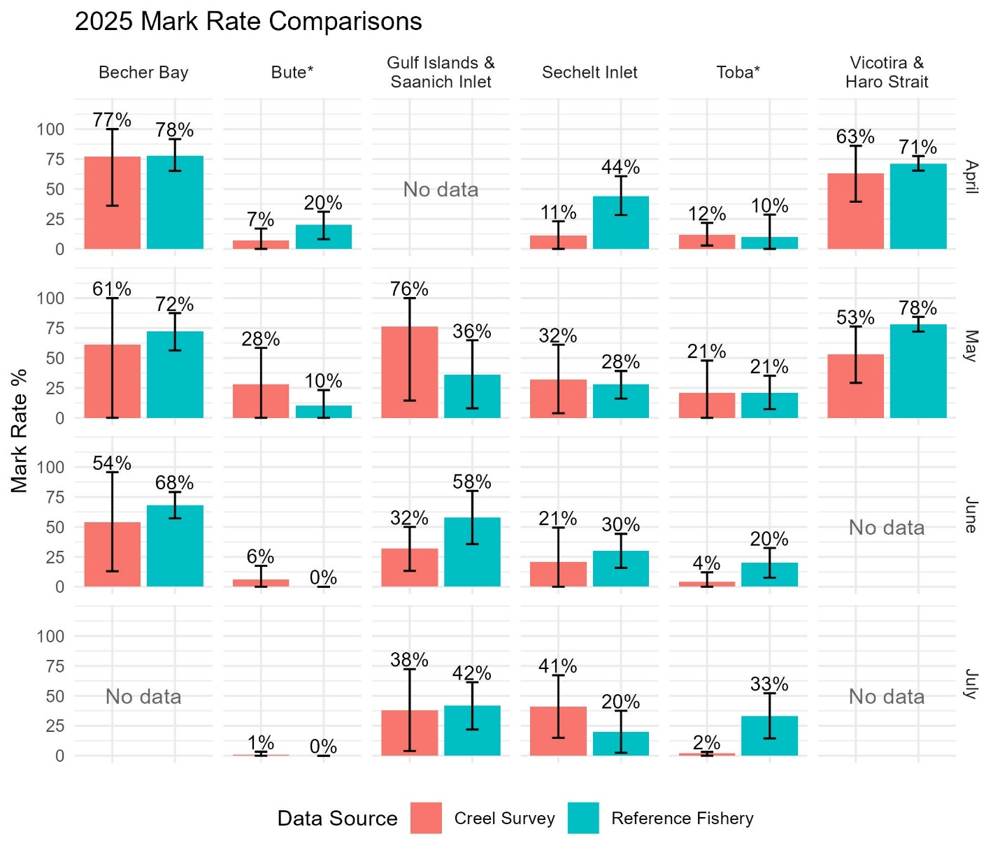 2025 Mark Rate Comparisons
Becher Bay
Bute*
Gulf Islands &
Saanich Inlet
Sechelt Inlet
Toba*
Vicotira &
Haro Strait
Mark Rate %
100
75
50
25
0
77%
78%
7%
20%
No data
11%
44%
12%
10%
63%
71%
April
100
75
50
25
0
61%
72%
28%
10%
76%
36%
32%
28%
21%
21%
53%
78%
May
100
75
50
25
0
54%
68%
6%
0%
32%
58%
21%
30%
4%
20%
No data
June
100
75
50
25
0
No data
1%
0%
38%
42%
41%
20%
2%
33%
No data
July
Data Source
Creel Survey
Reference Fishery